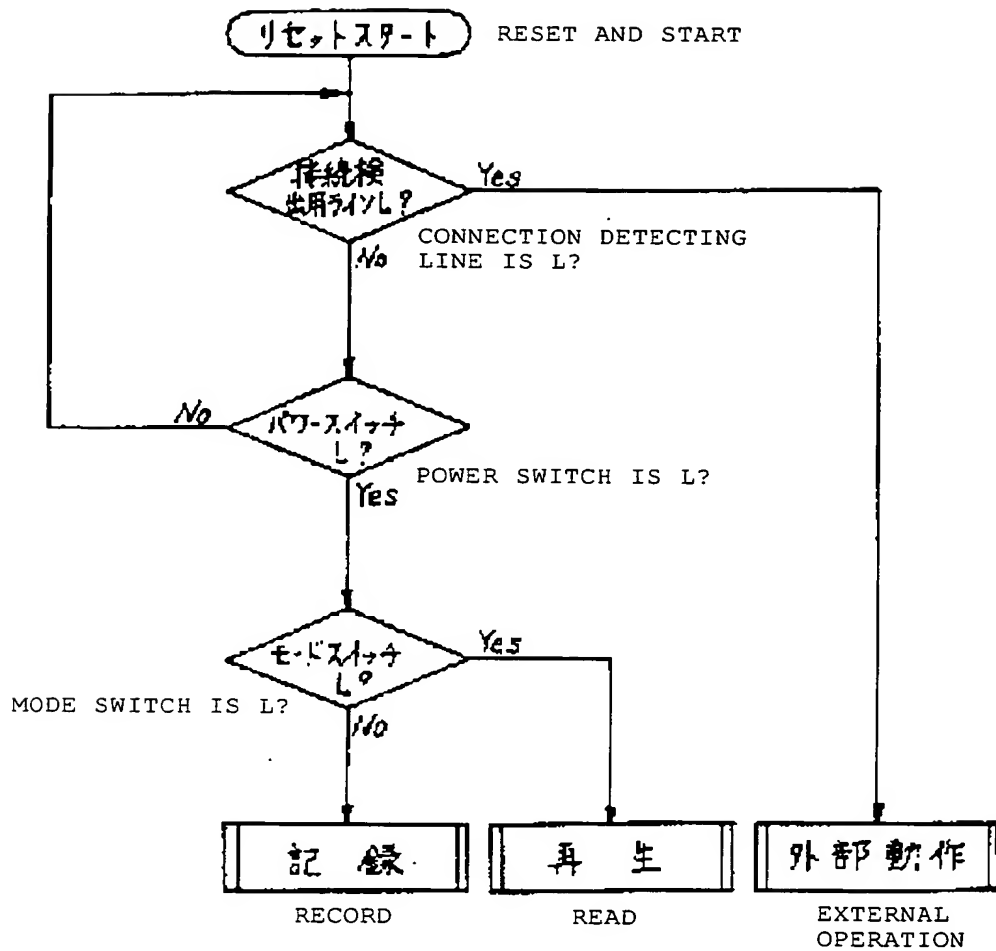 リセットスタート RESET AND START
接続検
出用ラインL?
Yes
No
CONNECTION DETECTING
LINE IS L?
No
パワースイッチ
L?
POWER SWITCH IS L?
Yes
モードスイッチ
L?
Yes
MODE SWITCH IS L?
No
記録 再生 外部動作
RECORD READ EXTERNAL
OPERATION